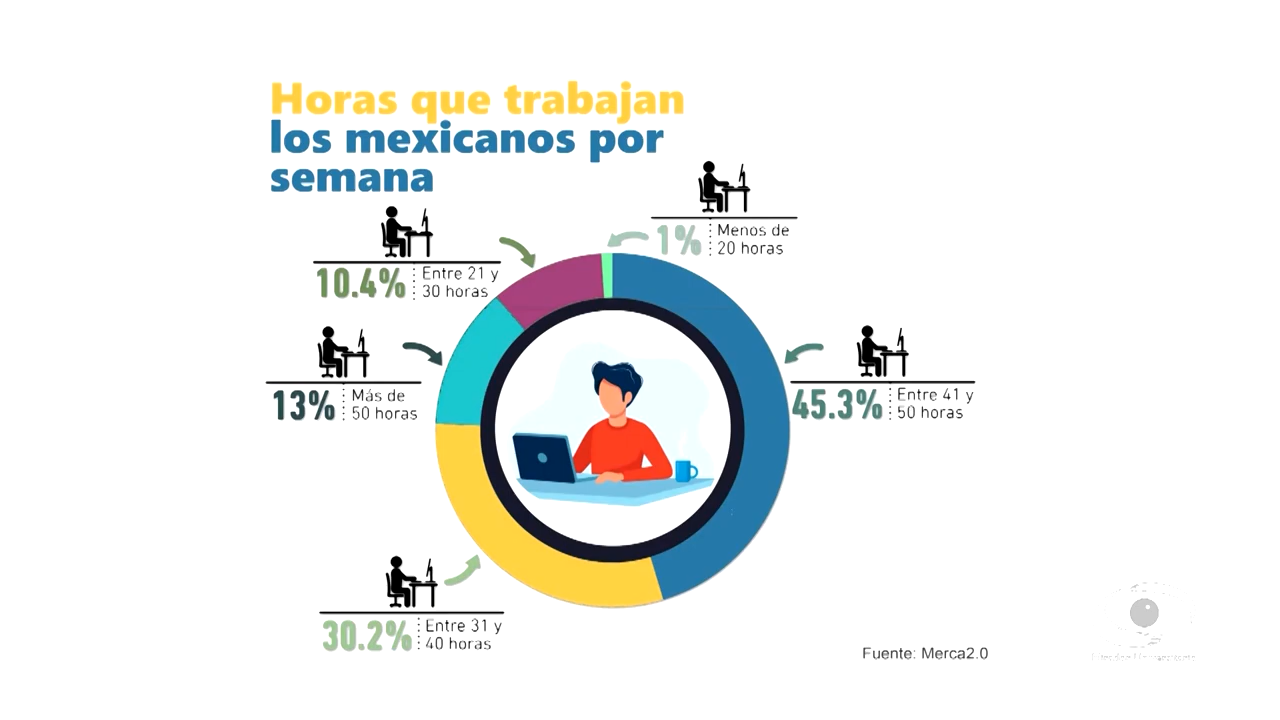 Horas que trabajan
los mexicanos por
semana
1%
Menos de
20 horas
10.4%
Entre 21 y
30 horas
13%
Más de
50 horas
45.3%
Entre 41 y
50 horas
30.2%
Entre 31 y
40 horas
Fuente: Merca2.0